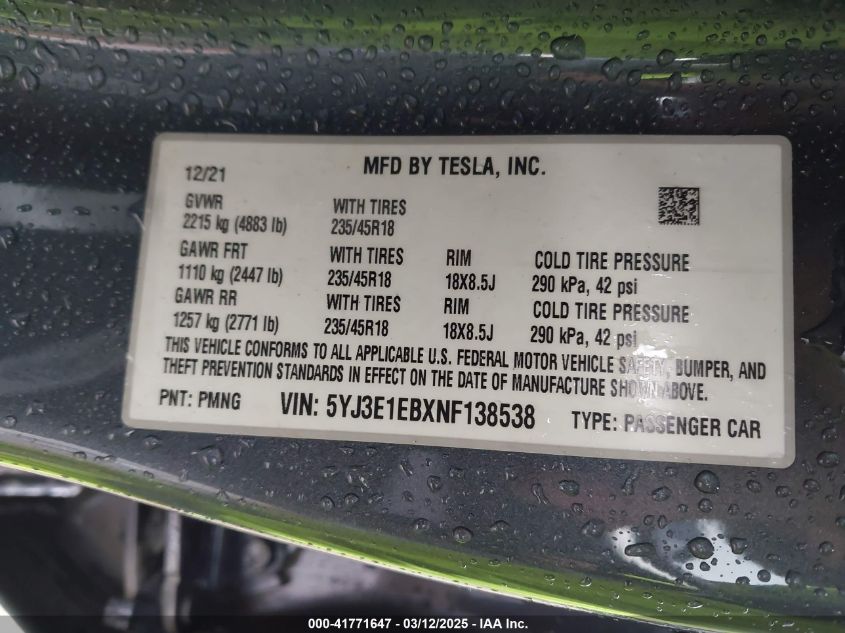 12/21 MFD BY TESLA, INC.
GVWR
2215 kg (4883 lb)
WITH TIRES
235/45R18
GAWR FRT WITH TIRES RIM COLD TIRE PRESSURE
1110 kg (2447 lb) 235/45R18 18X8.5J 290 kPa, 42 psi
GAWR RR WITH TIRES RIM COLD TIRE PRESSURE
1257 kg (2771 lb) 235/45R18 18X8.5J 290 kPa, 42 psi
THIS VEHICLE CONFORMS TO ALL APPLICABLE U.S. FEDERAL MOTOR VEHICLE SAFETY, BUMPER, AND
THEFT PREVENTION STANDARDS IN EFFECT ON THE DATE OF MANUFACTURE SHOWN ABOVE.
PNT: PMNG VIN: 5YJ3E1EBXNF138538 TYPE: PASSENGER CAR
000-41771647 - 03/12/2025 - IAA Inc.